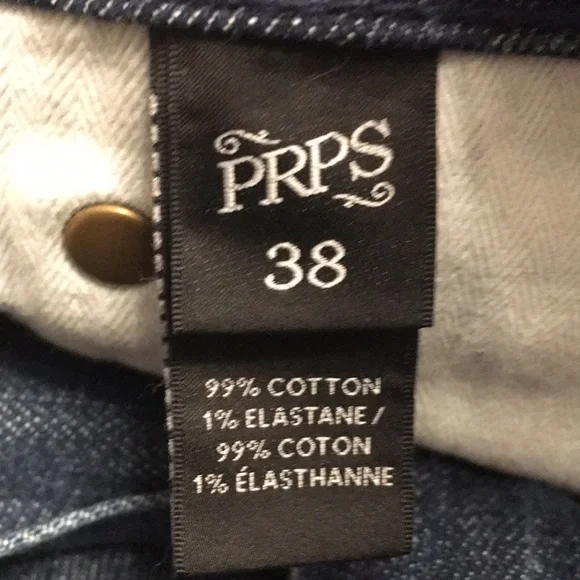 PRPS
38
99% COTTON
1% ELASTANE /
99% COTON
1% ÉLASTHANNE